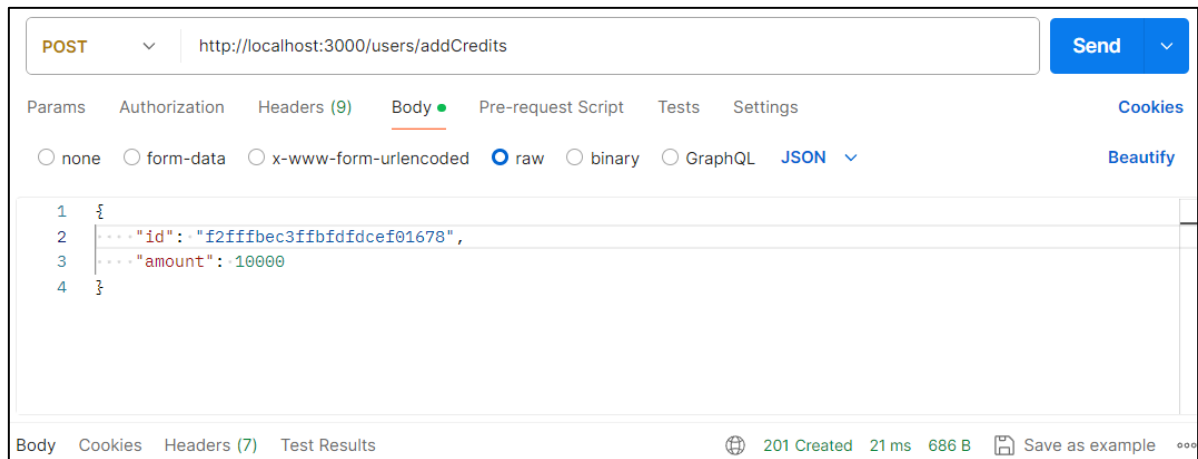 POST http://localhost:3000/users/addCredits Send
Params Authorization Headers (9) Body Pre-request Script Tests Settings Cookies
none form-data x-www-form-urlencoded raw binary GraphQL JSON Beautify
1 {
2 "id": "f2fffbec3ffbfdfdcef01678",
3 "amount": 10000
4 }
Body Cookies Headers (7) Test Results 201 Created 21 ms 686 B Save as example